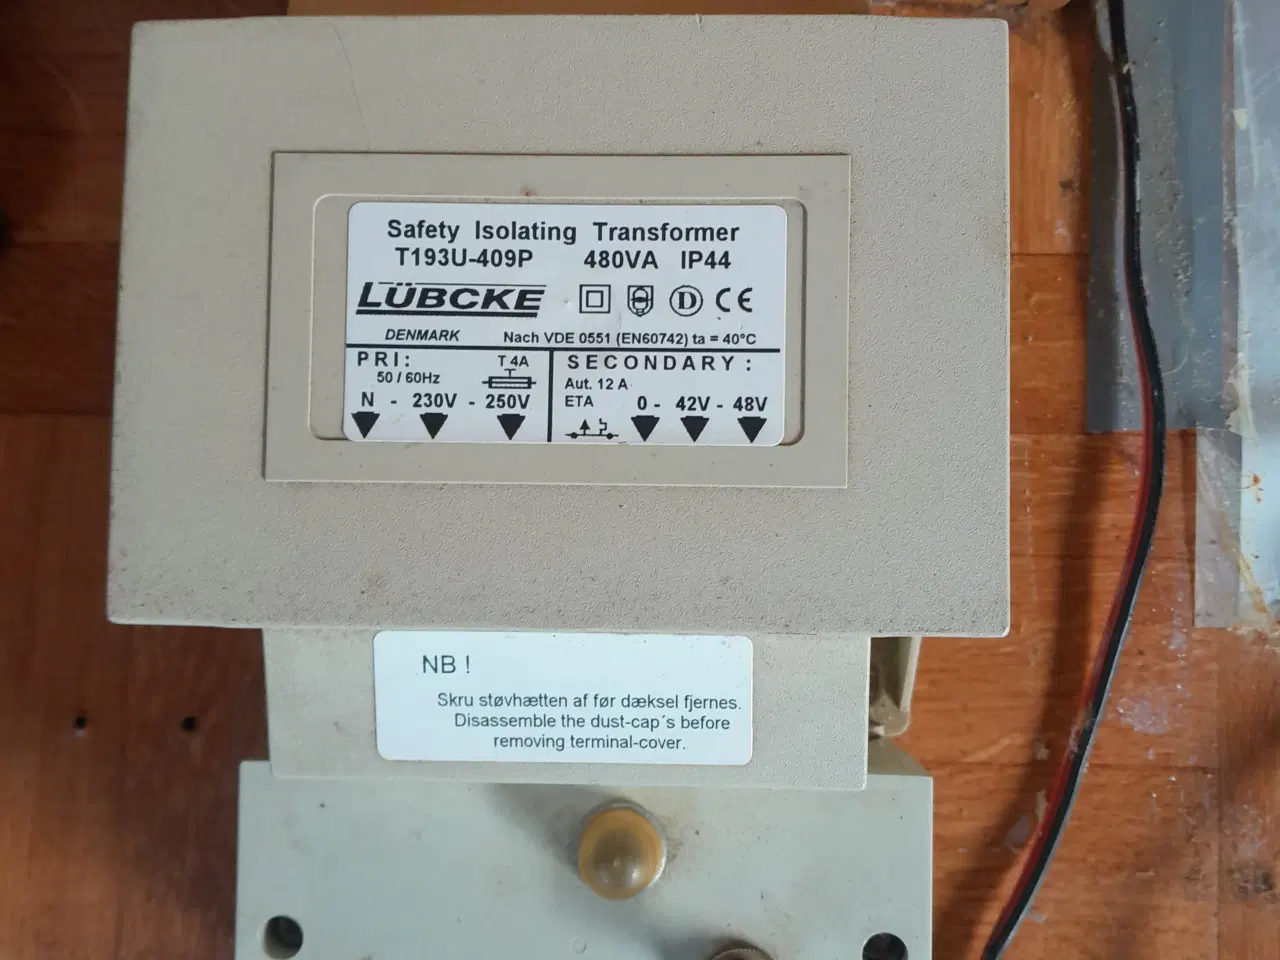 Safety Isolating Transformer
T193U-409P 480VA IP44
LÜBCKE D CE
DENMARK Nach VDE 0551 (EN60742) ta = 40°C
PRI: T 4A
50 / 60Hz
N - 230V - 250V
SECONDARY:
Aut. 12 A
ETA 0 - 42V - 48V
NB !
Skru støvhætten af før dæksel fjernes.
Disassemble the dust-cap´s before
removing terminal-cover.